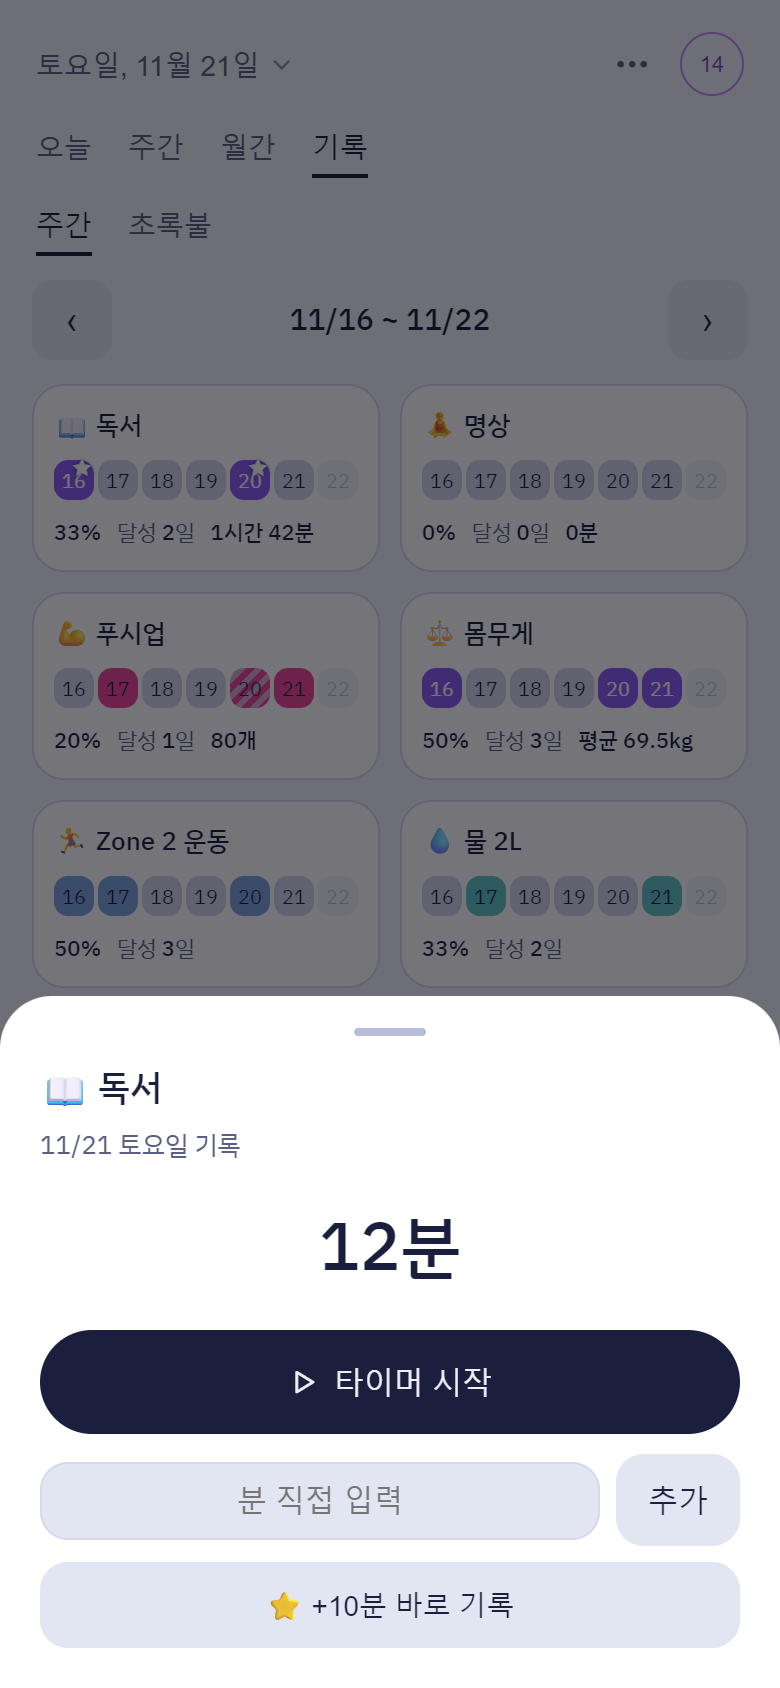 토요일, 11월 21일
14
오늘 주간 월간 기록
주간 초록불
‹ 11/16 ~ 11/22 ›
독서
16 17 18 19 20 21 22
33% 달성 2일 1시간 42분
명상
16 17 18 19 20 21 22
0% 달성 0일 0분
푸시업
16 17 18 19 20 21 22
20% 달성 1일 80개
몸무게
16 17 18 19 20 21 22
50% 달성 3일 평균 69.5kg
Zone 2 운동
16 17 18 19 20 21 22
50% 달성 3일
물 2L
16 17 18 19 20 21 22
33% 달성 2일
독서
11/21 토요일 기록
12분
타이머 시작
분 직접 입력
추가
+10분 바로 기록